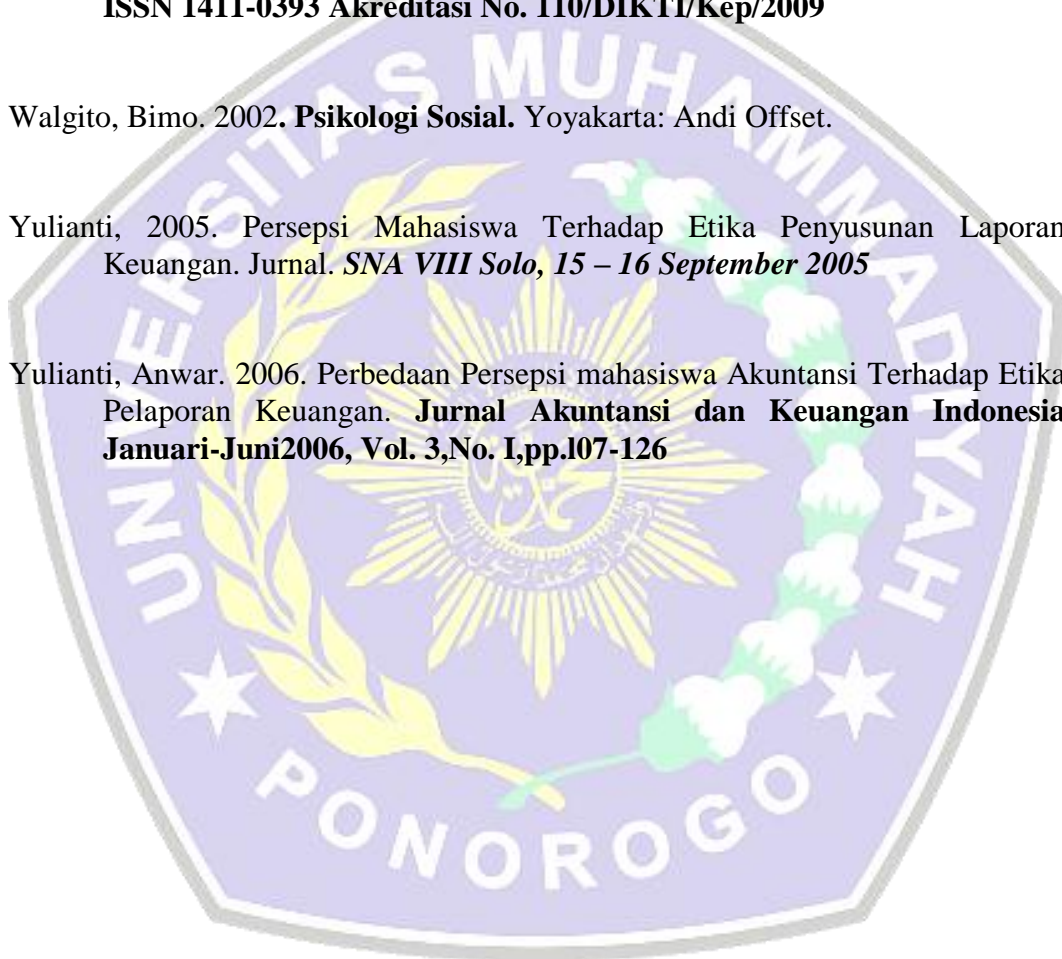 ISSN 1411-0393 Akreditasi No. 110/DIKTI/Kep/2009
Walgito, Bimo. 2002. Psikologi Sosial. Yoyakarta: Andi Offset.
Yulianti, 2005. Persepsi Mahasiswa Terhadap Etika Penyusunan Laporan
Keuangan. Jurnal. SNA VIII Solo, 15 – 16 September 2005
Yulianti, Anwar. 2006. Perbedaan Persepsi mahasiswa Akuntansi Terhadap Etika
Pelaporan Keuangan. Jurnal Akuntansi dan Keuangan Indonesia
Januari-Juni2006, Vol. 3,No. I,pp.l07-126
UNIVERSITAS MUHAMMADIYAH
PONOROGO
محمدية